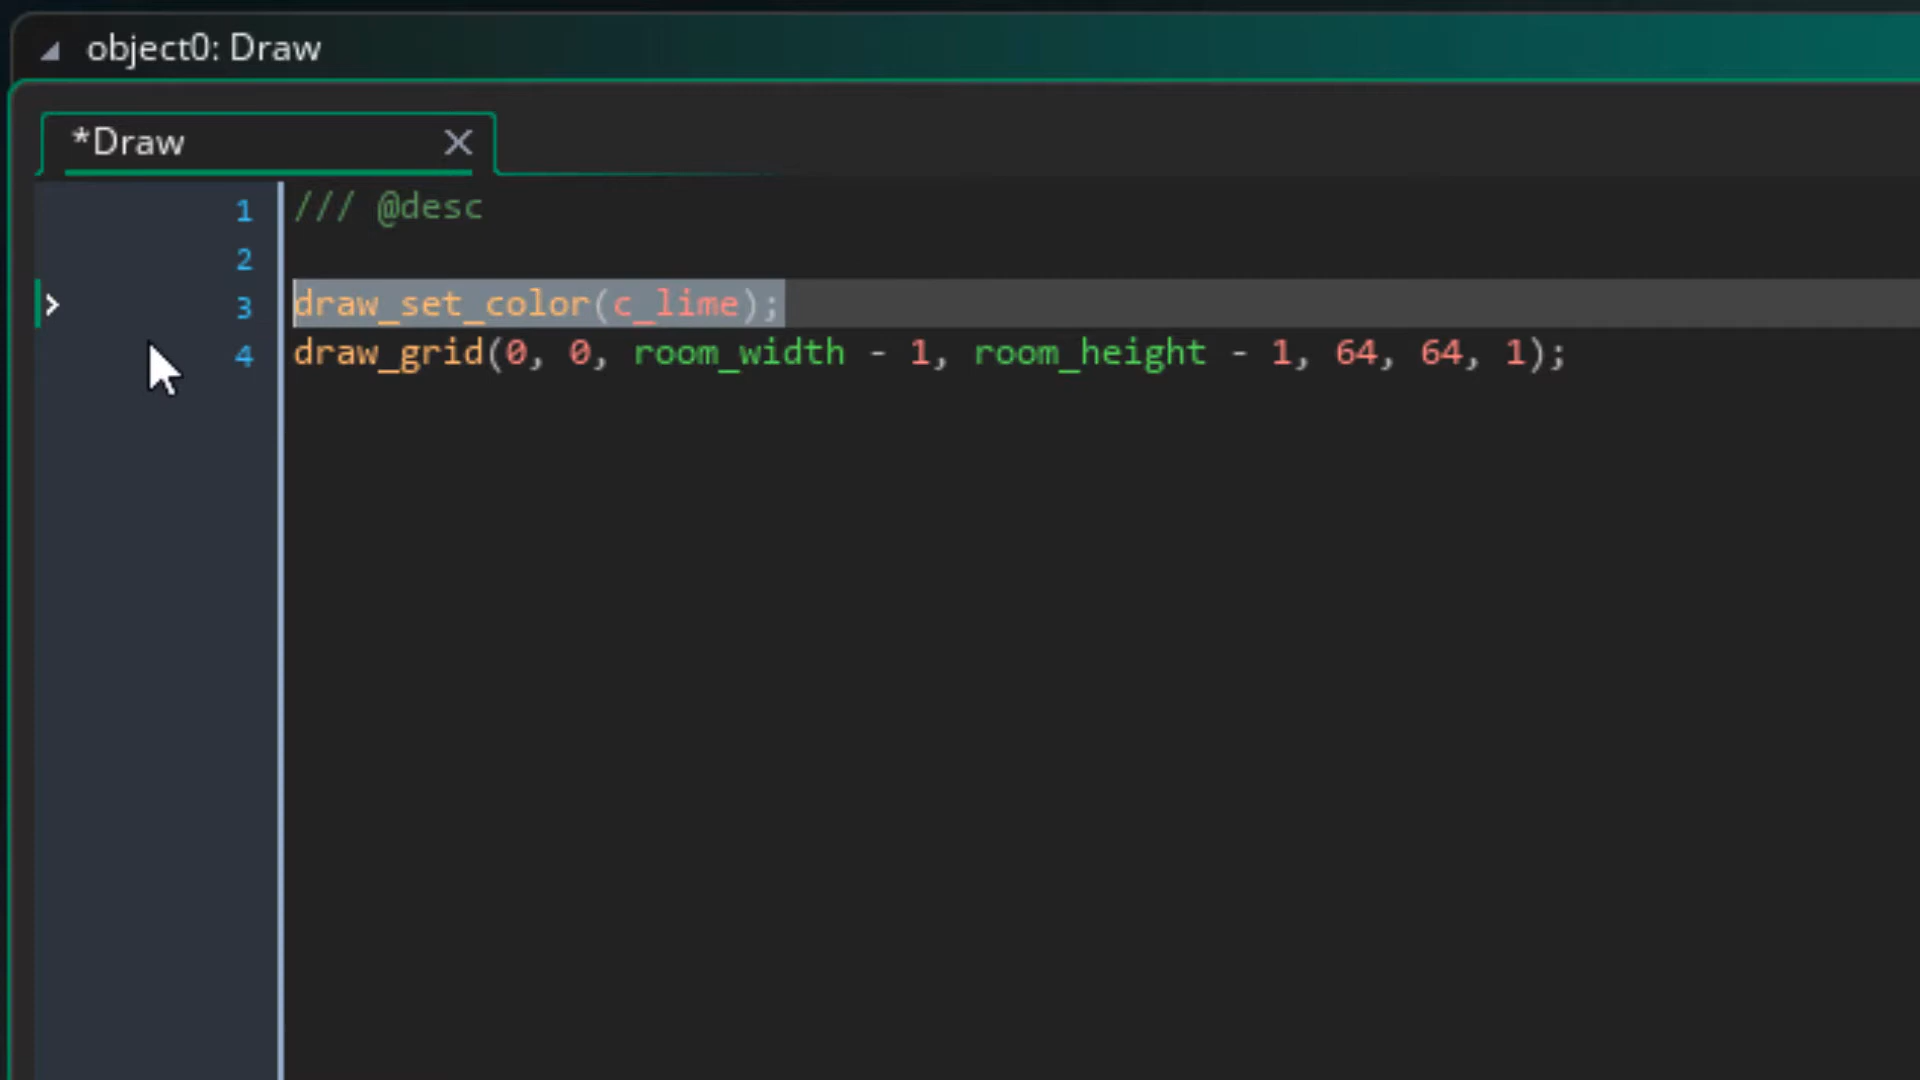 object0: Draw
*Draw
1 /// @desc
2
3 draw_set_color(c_lime);
4 draw_grid(0, 0, room_width - 1, room_height - 1, 64, 64, 1);